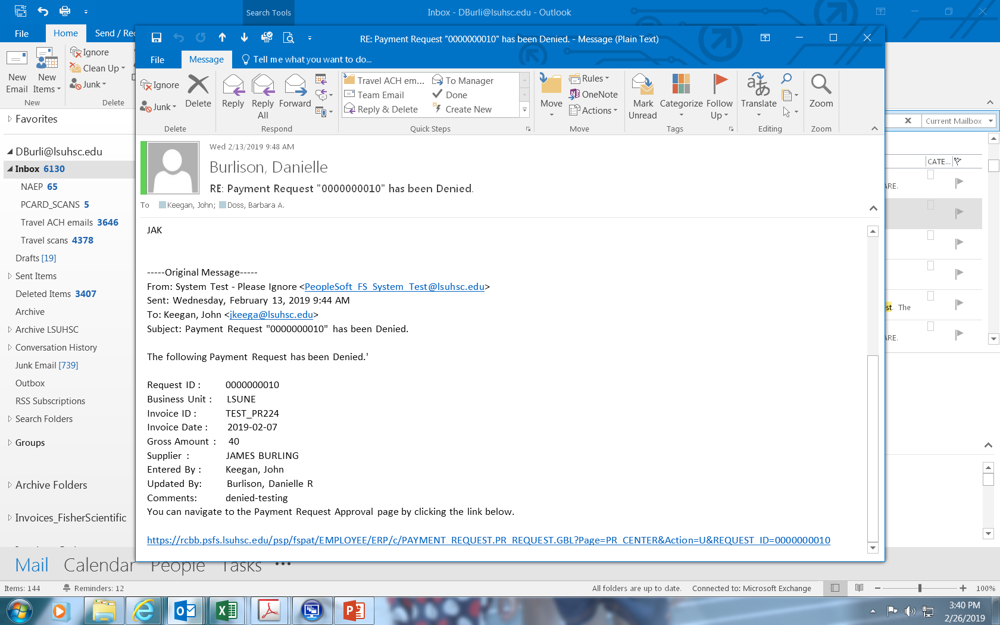 Search Tools
Inbox - DBurli@lsuhsc.edu - Outlook
File
Home
Send / Rec
New Email
New Items
Ignore
Clean Up
Junk
New
Delete
RE: Payment Request "0000000010" has been Denied. - Message (Plain Text)
File
Message
Tell me what you want to do...
Ignore
Junk
Delete
Reply
Reply All
Forward
Travel ACH em...
To Manager
Team Email
Done
Reply & Delete
Create New
Move
Rules
OneNote
Actions
Mark Unread
Categorize
Follow Up
Translate
Zoom
Delete
Respond
Quick Steps
Move
Tags
Editing
Zoom
Current Mailbox
CATE...
ARE.
st. The
ARE.
Favorites
DBurli@lsuhsc.edu
Inbox 6130
NAEP 65
PCARD_SCANS 5
Travel ACH emails 3646
Travel scans 4378
Drafts [19]
Sent Items
Deleted Items 3407
Archive
Archive LSUHSC
Conversation History
Junk Email [739]
Outbox
RSS Subscriptions
Search Folders
Groups
Archive Folders
Invoices_FisherScientific
Wed 2/13/2019 9:48 AM
Burlison, Danielle
RE: Payment Request "0000000010" has been Denied.
To Keegan, John; Doss, Barbara A.
JAK
-----Original Message-----
From: System Test - Please Ignore <PeopleSoft_FS_System_Test@lsuhsc.edu>
Sent: Wednesday, February 13, 2019 9:44 AM
To: Keegan, John <jkeega@lsuhsc.edu>
Subject: Payment Request "0000000010" has been Denied.
The following Payment Request has been Denied.'
Request ID : 0000000010
Business Unit : LSUNE
Invoice ID : TEST_PR224
Invoice Date : 2019-02-07
Gross Amount : 40
Supplier : JAMES BURLING
Entered By : Keegan, John
Updated By: Burlison, Danielle R
Comments: denied-testing
You can navigate to the Payment Request Approval page by clicking the link below.
https://rcbb.psfs.lsuhsc.edu/psp/fspat/EMPLOYEE/ERP/c/PAYMENT_REQUEST.PR_REQUEST.GBL?Page=PR_CENTER&Action=U&REQUEST_ID=0000000010
Mail Calendar People Tasks ...
Items: 144
Reminders: 12
All folders are up to date.
Connected to: Microsoft Exchange
100%
3:40 PM
2/26/2019